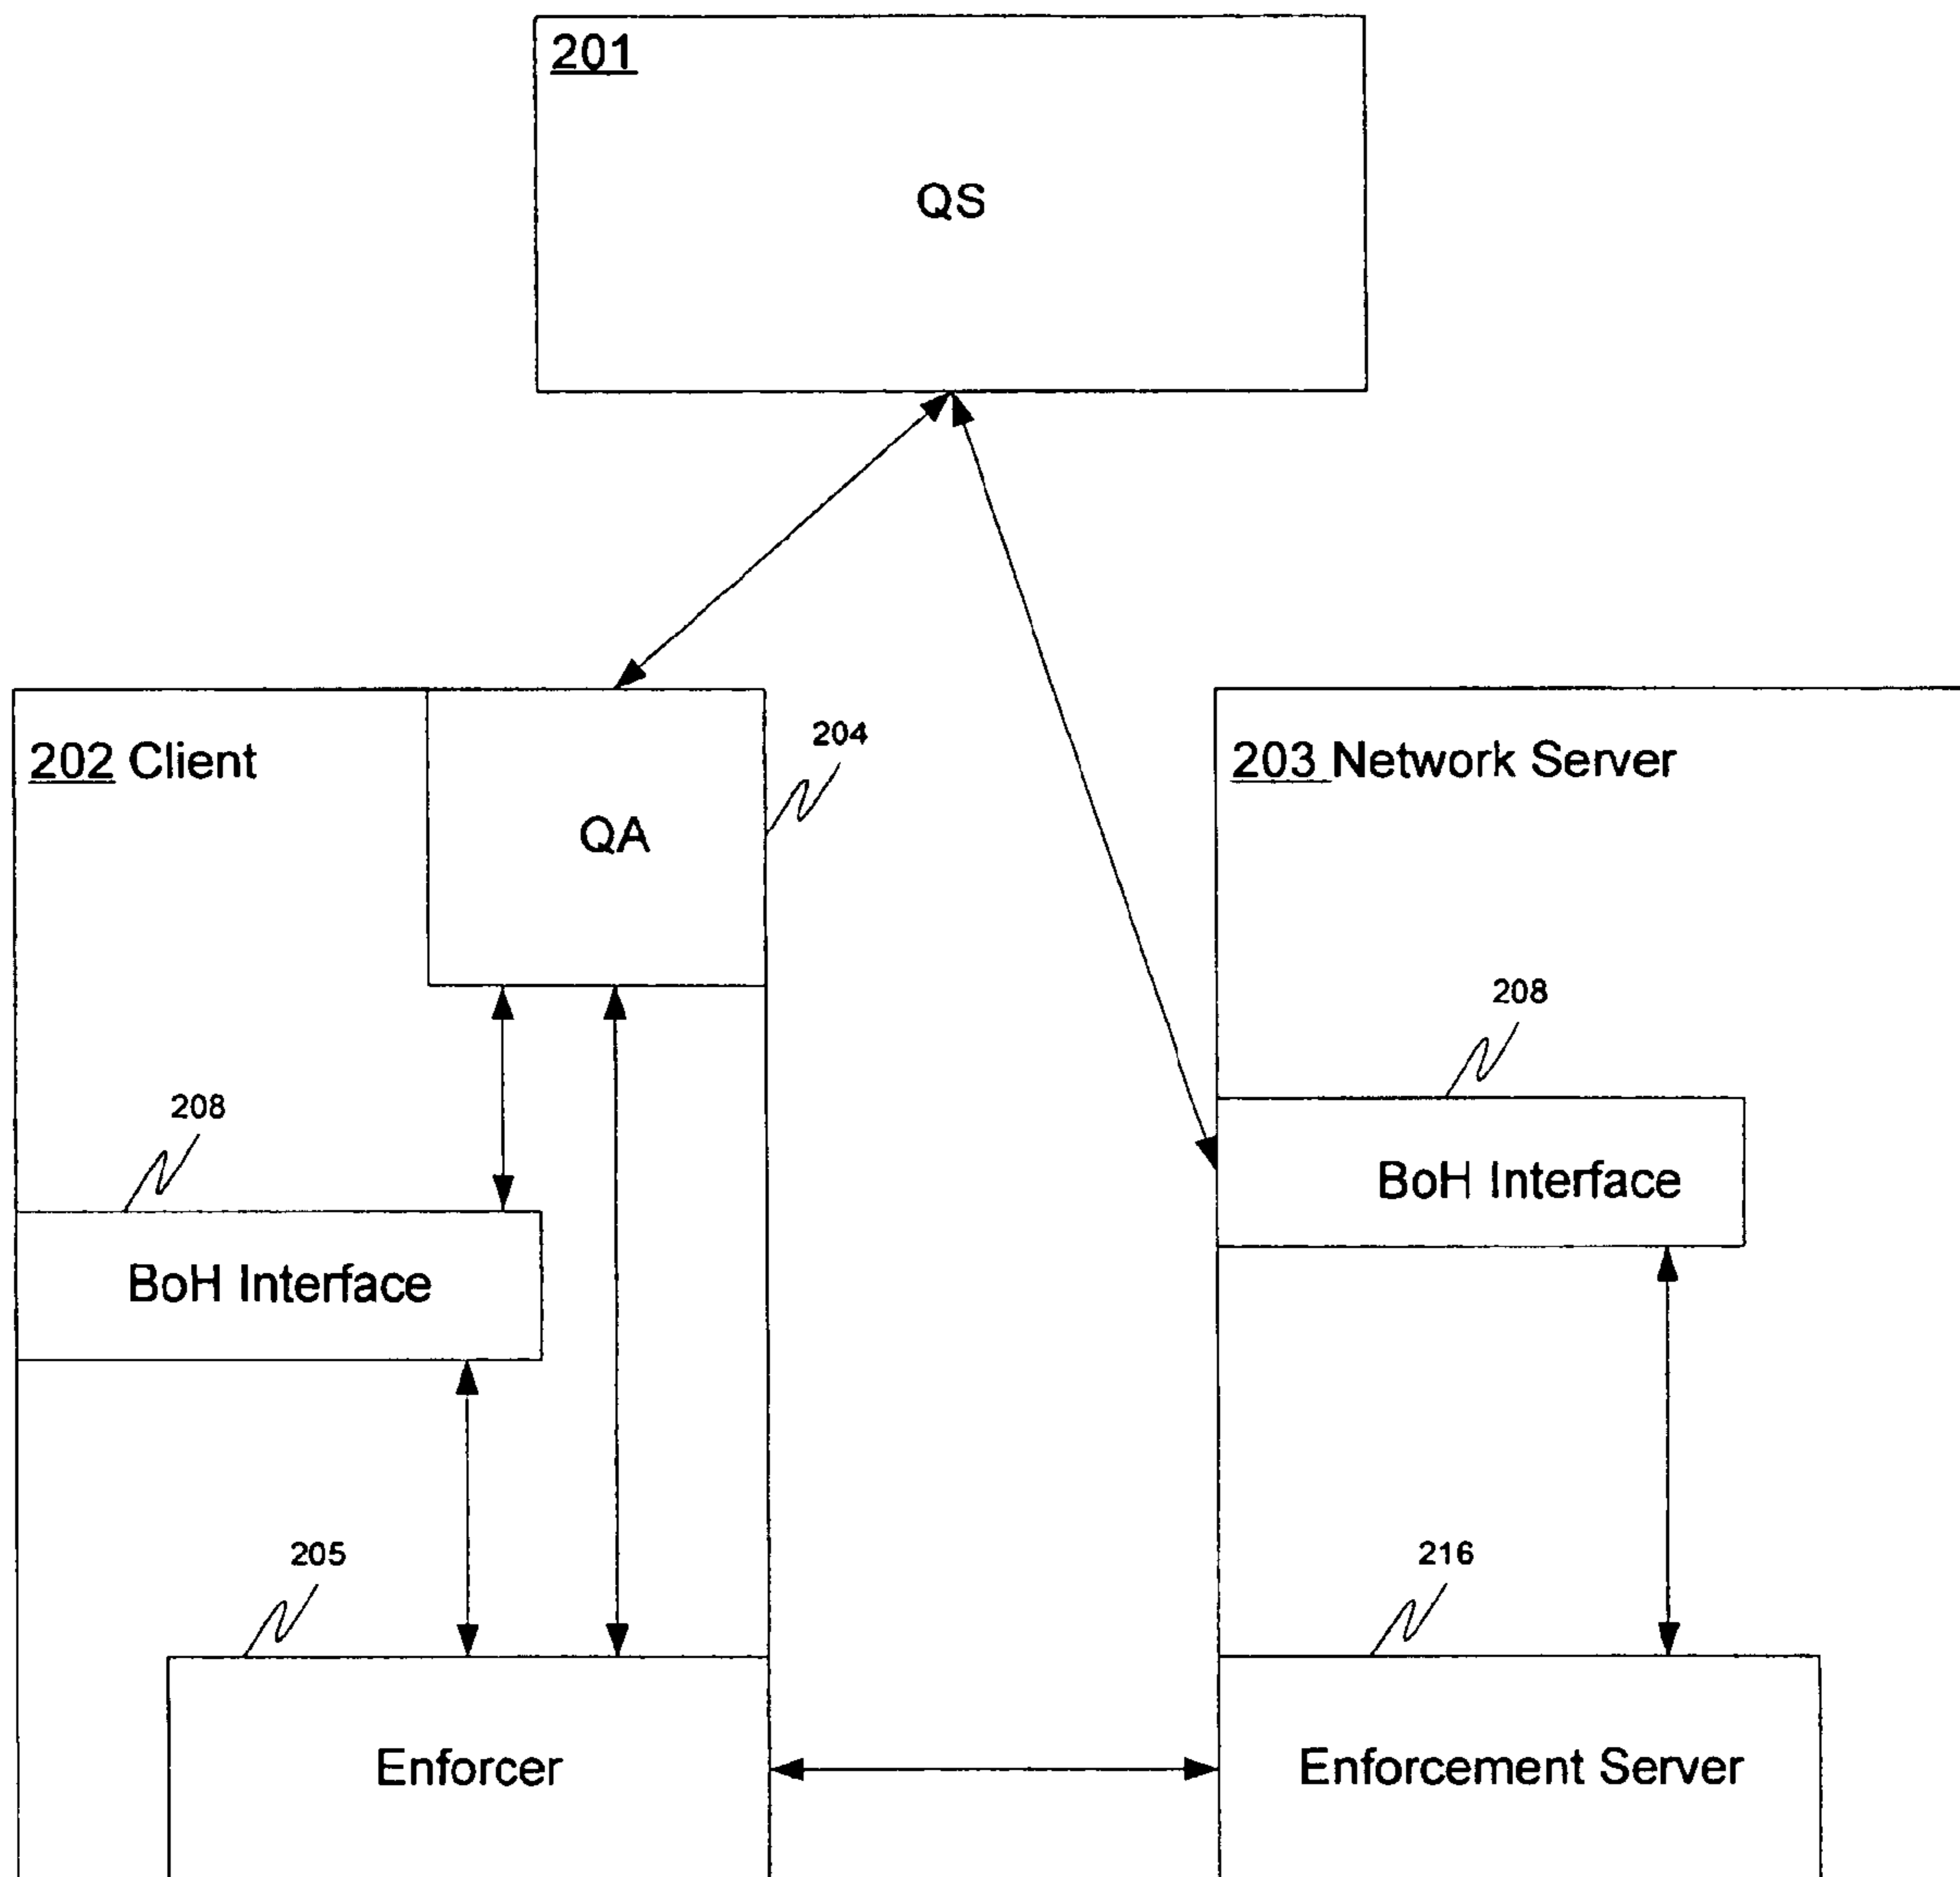 201
QS
202 Client
204
QA
203 Network Server
208
BoH Interface
208
BoH Interface
205
Enforcer
216
Enforcement Server